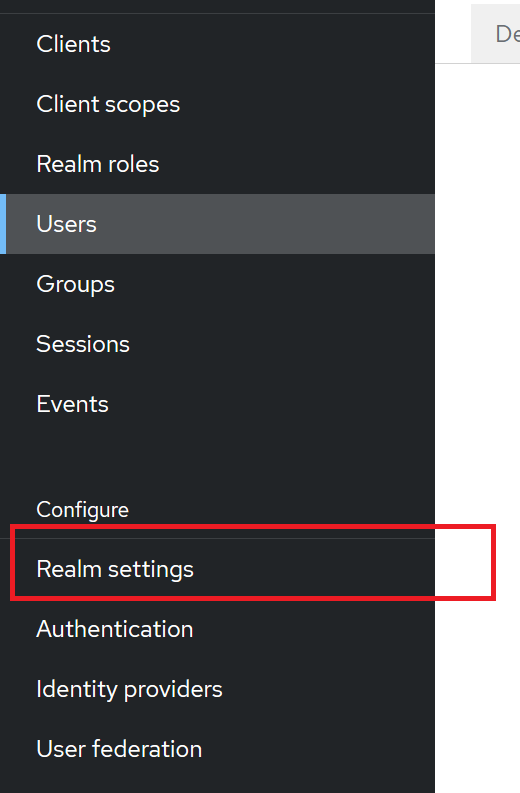 De
Clients
Client scopes
Realm roles
Users
Groups
Sessions
Events
Configure
Realm settings
Authentication
Identity providers
User federation